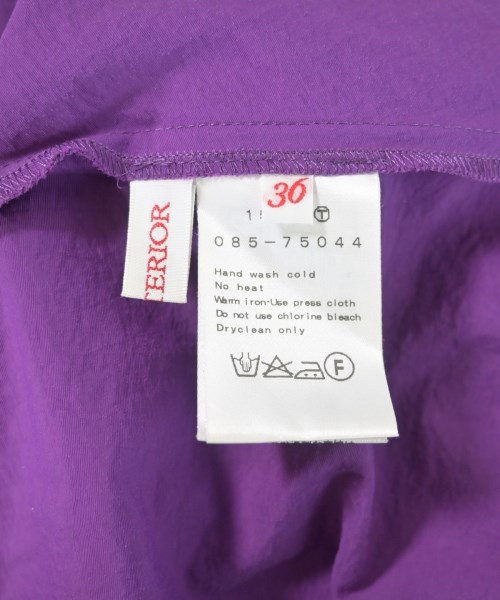 TERIOR
36
1
T
085-75044
Hand wash cold
No heat
Warm iron·Use press cloth
Do not use chlorine bleach
Dryclean only
F